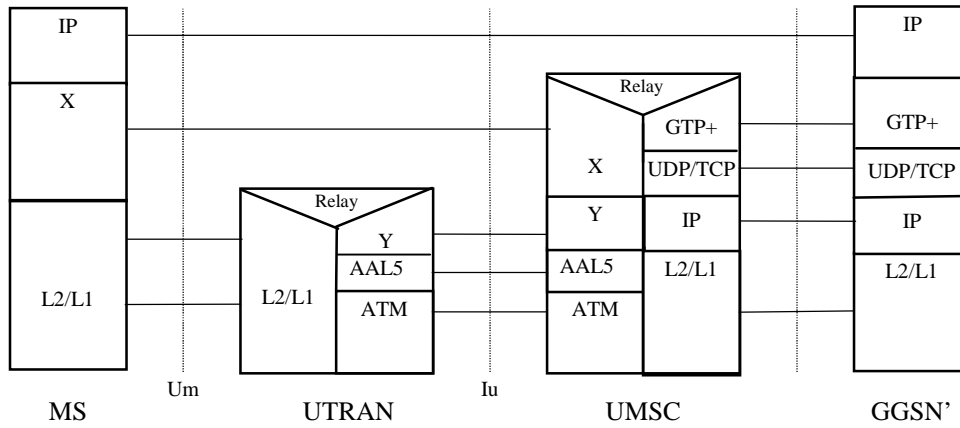 IP
X
L2/L1
MS
Um
Relay
L2/L1
Y
AAL5
ATM
UTRAN
Iu
Relay
X
Y
AAL5
ATM
GTP+
UDP/TCP
IP
L2/L1
UMSC
IP
GTP+
UDP/TCP
IP
L2/L1
GGSN’